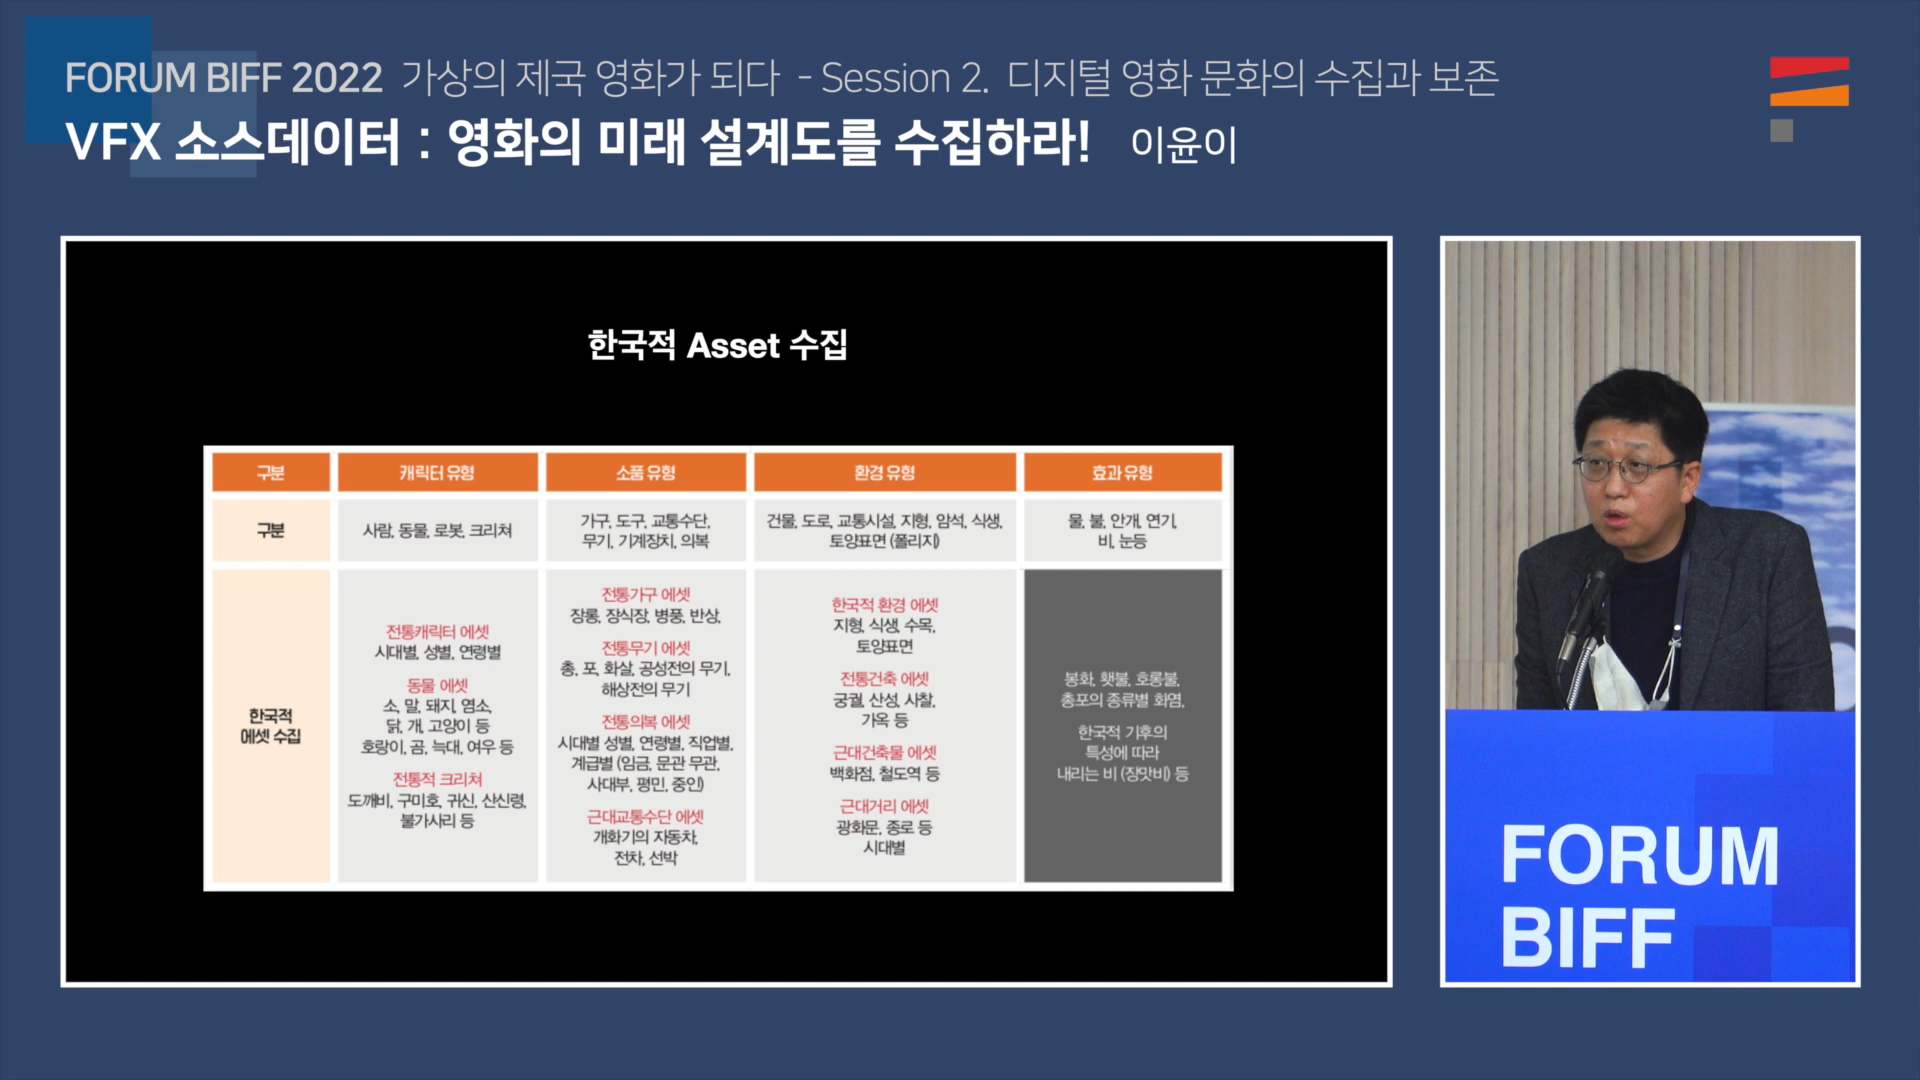 FORUM BIFF 2022 가상의 제국 영화가 되다 - Session 2. 디지털 영화 문화의 수집과 보존
VFX 소스데이터 : 영화의 미래 설계도를 수집하라! 이윤이
한국적 Asset 수집
구분
캐릭터 유형
소품 유형
환경 유형
효과 유형
구분
사람, 동물, 로봇, 크리쳐
가구, 도구, 교통수단,
무기, 기계장치, 의복
건물, 도로, 교통시설, 지형, 암석, 식생,
토양표면 (폴리지)
물, 불, 안개, 연기,
비, 눈등
한국적
에셋 수집
전통캐릭터 에셋
시대별, 성별, 연령별
동물 에셋
소, 말, 돼지, 염소,
닭, 개, 고양이 등
호랑이, 곰, 늑대, 여우 등
전통적 크리쳐
도깨비, 구미호, 귀신, 산신령,
불가사리 등
전통가구 에셋
장롱, 장식장, 병풍, 반상,
전통무기 에셋
총, 포, 화살, 공성전의 무기,
해상전의 무기
전통의복 에셋
시대별 성별, 연령별, 직업별,
계급별 (임금, 문관 무관,
사대부, 평민, 중인)
근대교통수단 에셋
개화기의 자동차,
전차, 선박
한국적 환경 에셋
지형, 식생, 수목,
토양표면
전통건축 에셋
궁궐, 산성, 사찰,
가옥 등
근대건축물 에셋
백화점, 철도역 등
근대거리 에셋
광화문, 종로 등
시대별
봉화, 횃불, 호롱불,
총포의 종류별 화염,
한국적 기후의
특성에 따라
내리는 비 (장맛비) 등
FORUM
BIFF